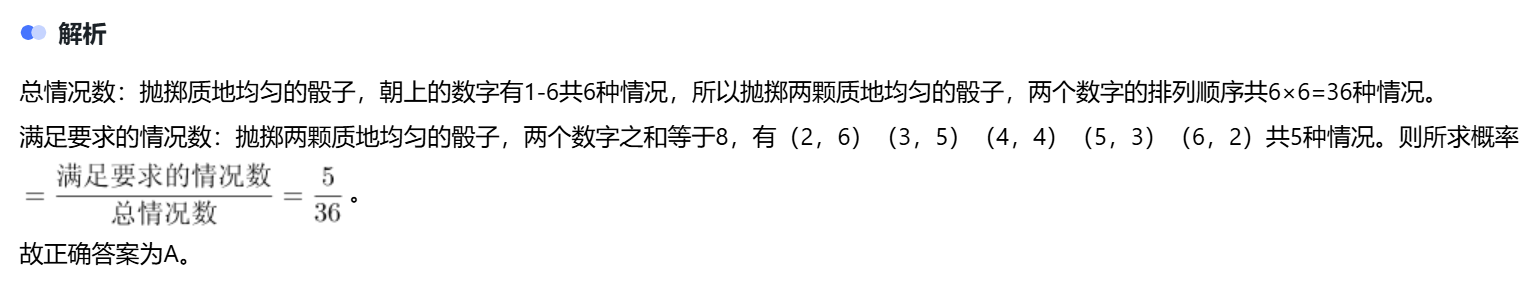 解析
总情况数：抛掷质地均匀的骰子，朝上的数字有1-6共6种情况，所以抛掷两颗质地均匀的骰子，两个数字的排列顺序共6×6=36种情况。
满足要求的情况数：抛掷两颗质地均匀的骰子，两个数字之和等于8，有（2，6）（3，5）（4，4）（5，3）（6，2）共5种情况。则所求概率
= 满足要求的情况数/总情况数 = 5/36 。
故正确答案为A。